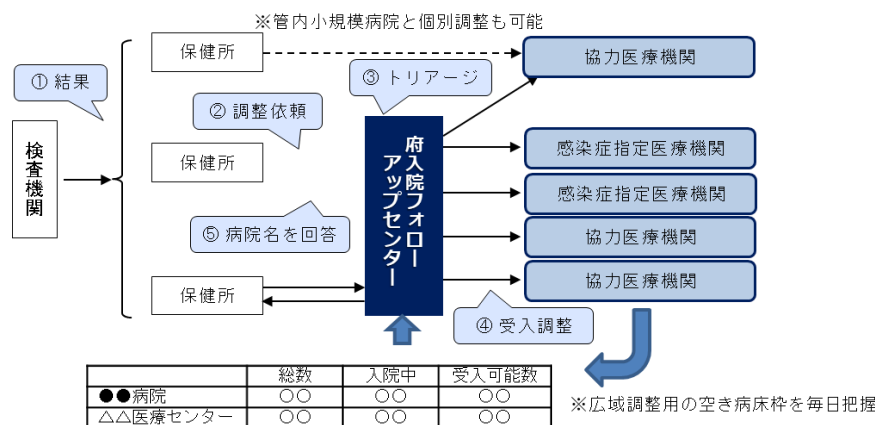 ※管内小規模病院と個別調整も可能
保健所
協力医療機関
① 結果
③ トリアージ
② 調整依頼
検査機関
府入院フォロー
アップセンター
感染症指定医療機関
保健所
感染症指定医療機関
⑤ 病院名を回答
協力医療機関
保健所
協力医療機関
④ 受入調整
総数 入院中 受入可能数
●●病院 ○○ ○○ ○○
△△医療センター ○○ ○○ ○○
※広域調整用の空き病床枠を毎日把握